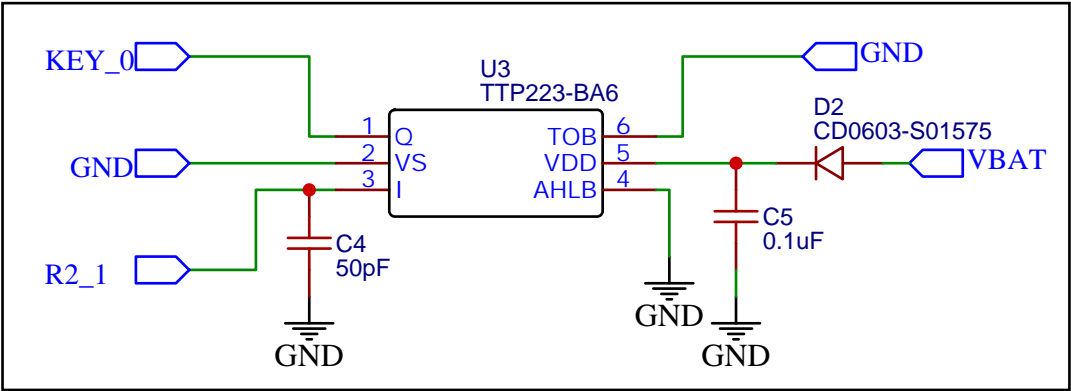 KEY_0
GND
R2_1
U3
TTP223-BA6
1 Q
2 VS
3 I
TOB 6
VDD 5
AHLB 4
C4
50pF
GND
GND
D2
CD0603-S01575
VBAT
C5
0.1uF
GND
GND